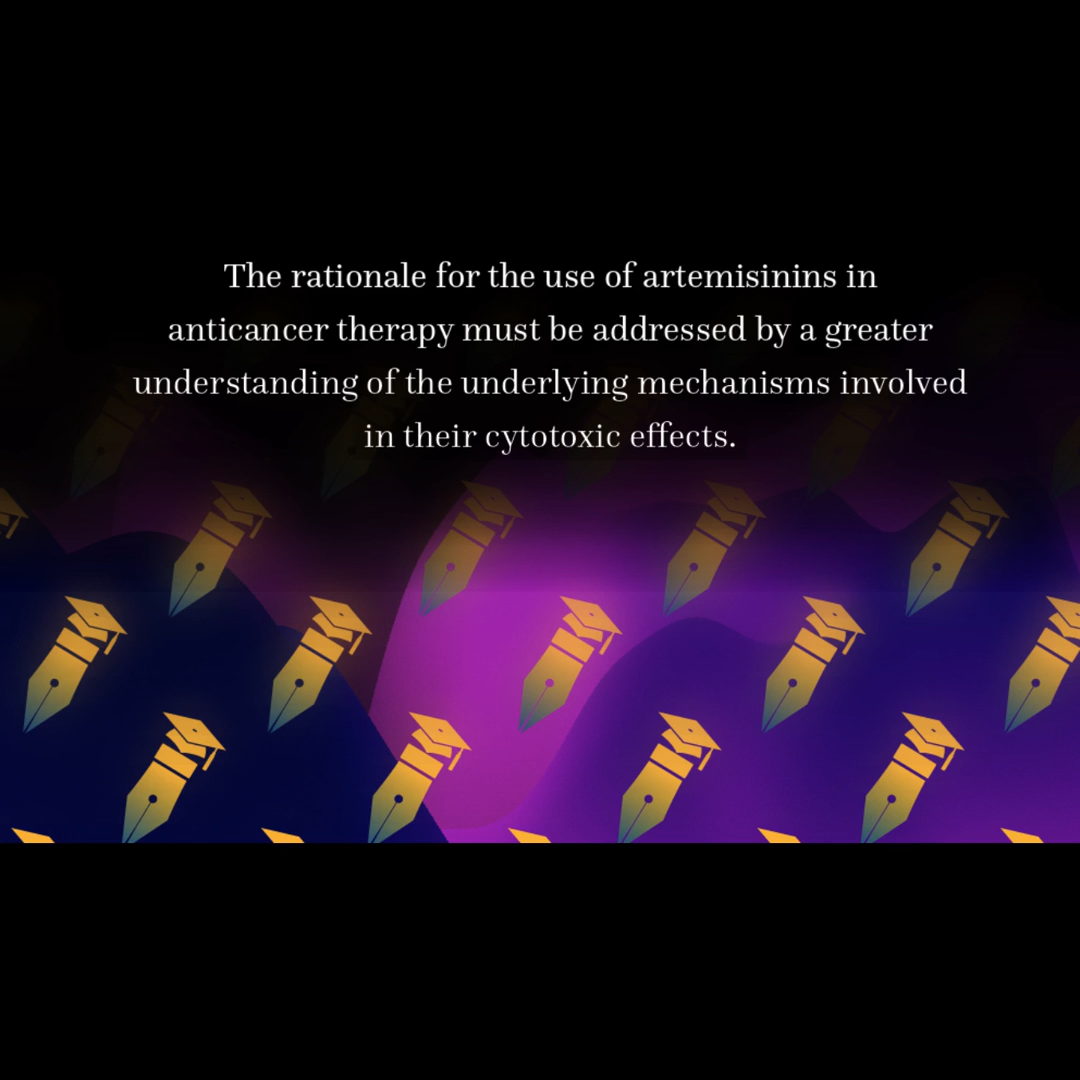 The rationale for the use of artemisinins in
anticancer therapy must be addressed by a greater
understanding of the underlying mechanisms involved
in their cytotoxic effects.